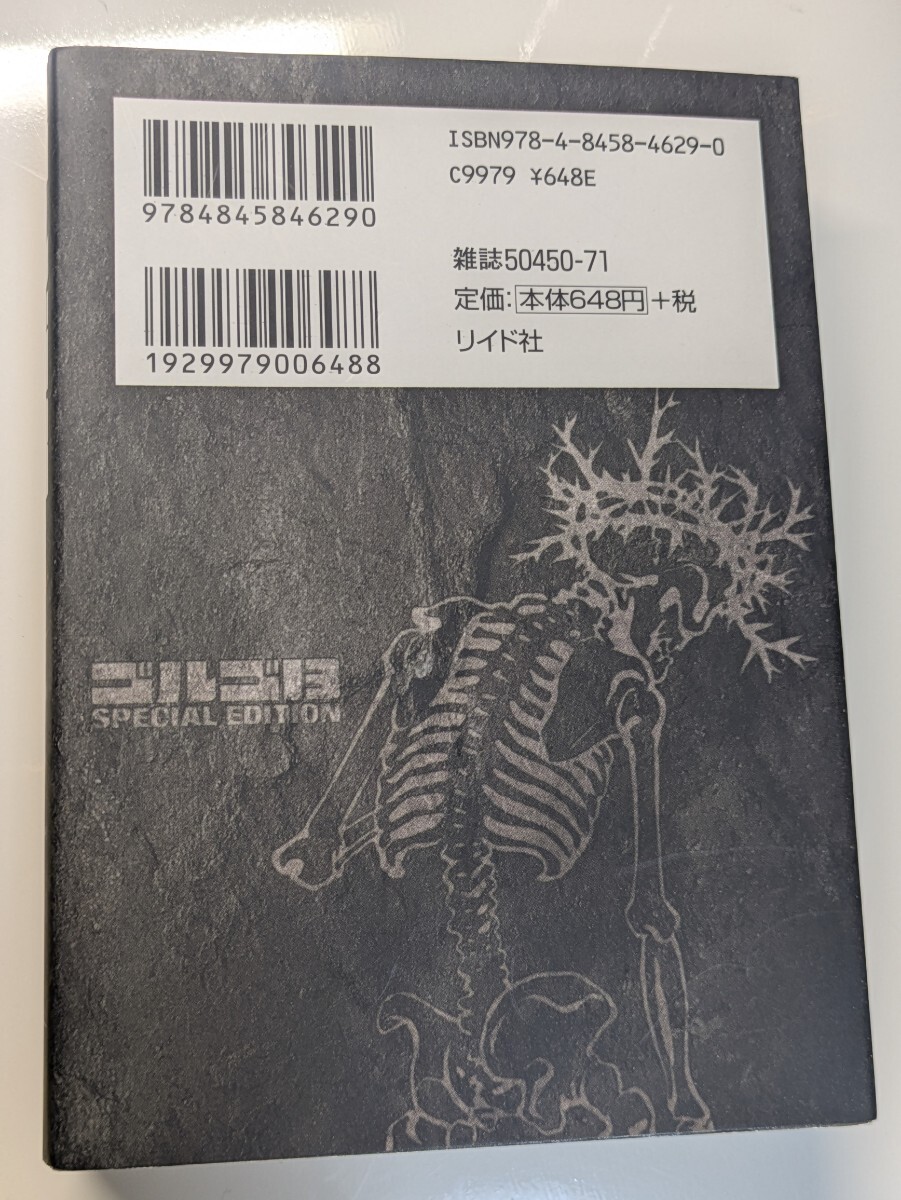 9784845846290
ISBN978-4-8458-4629-0
C9979 ¥648E
1929979006488
雑誌50450-71
定価:本体648円+税
リイド社
ゴルゴ13
SPECIAL EDITION